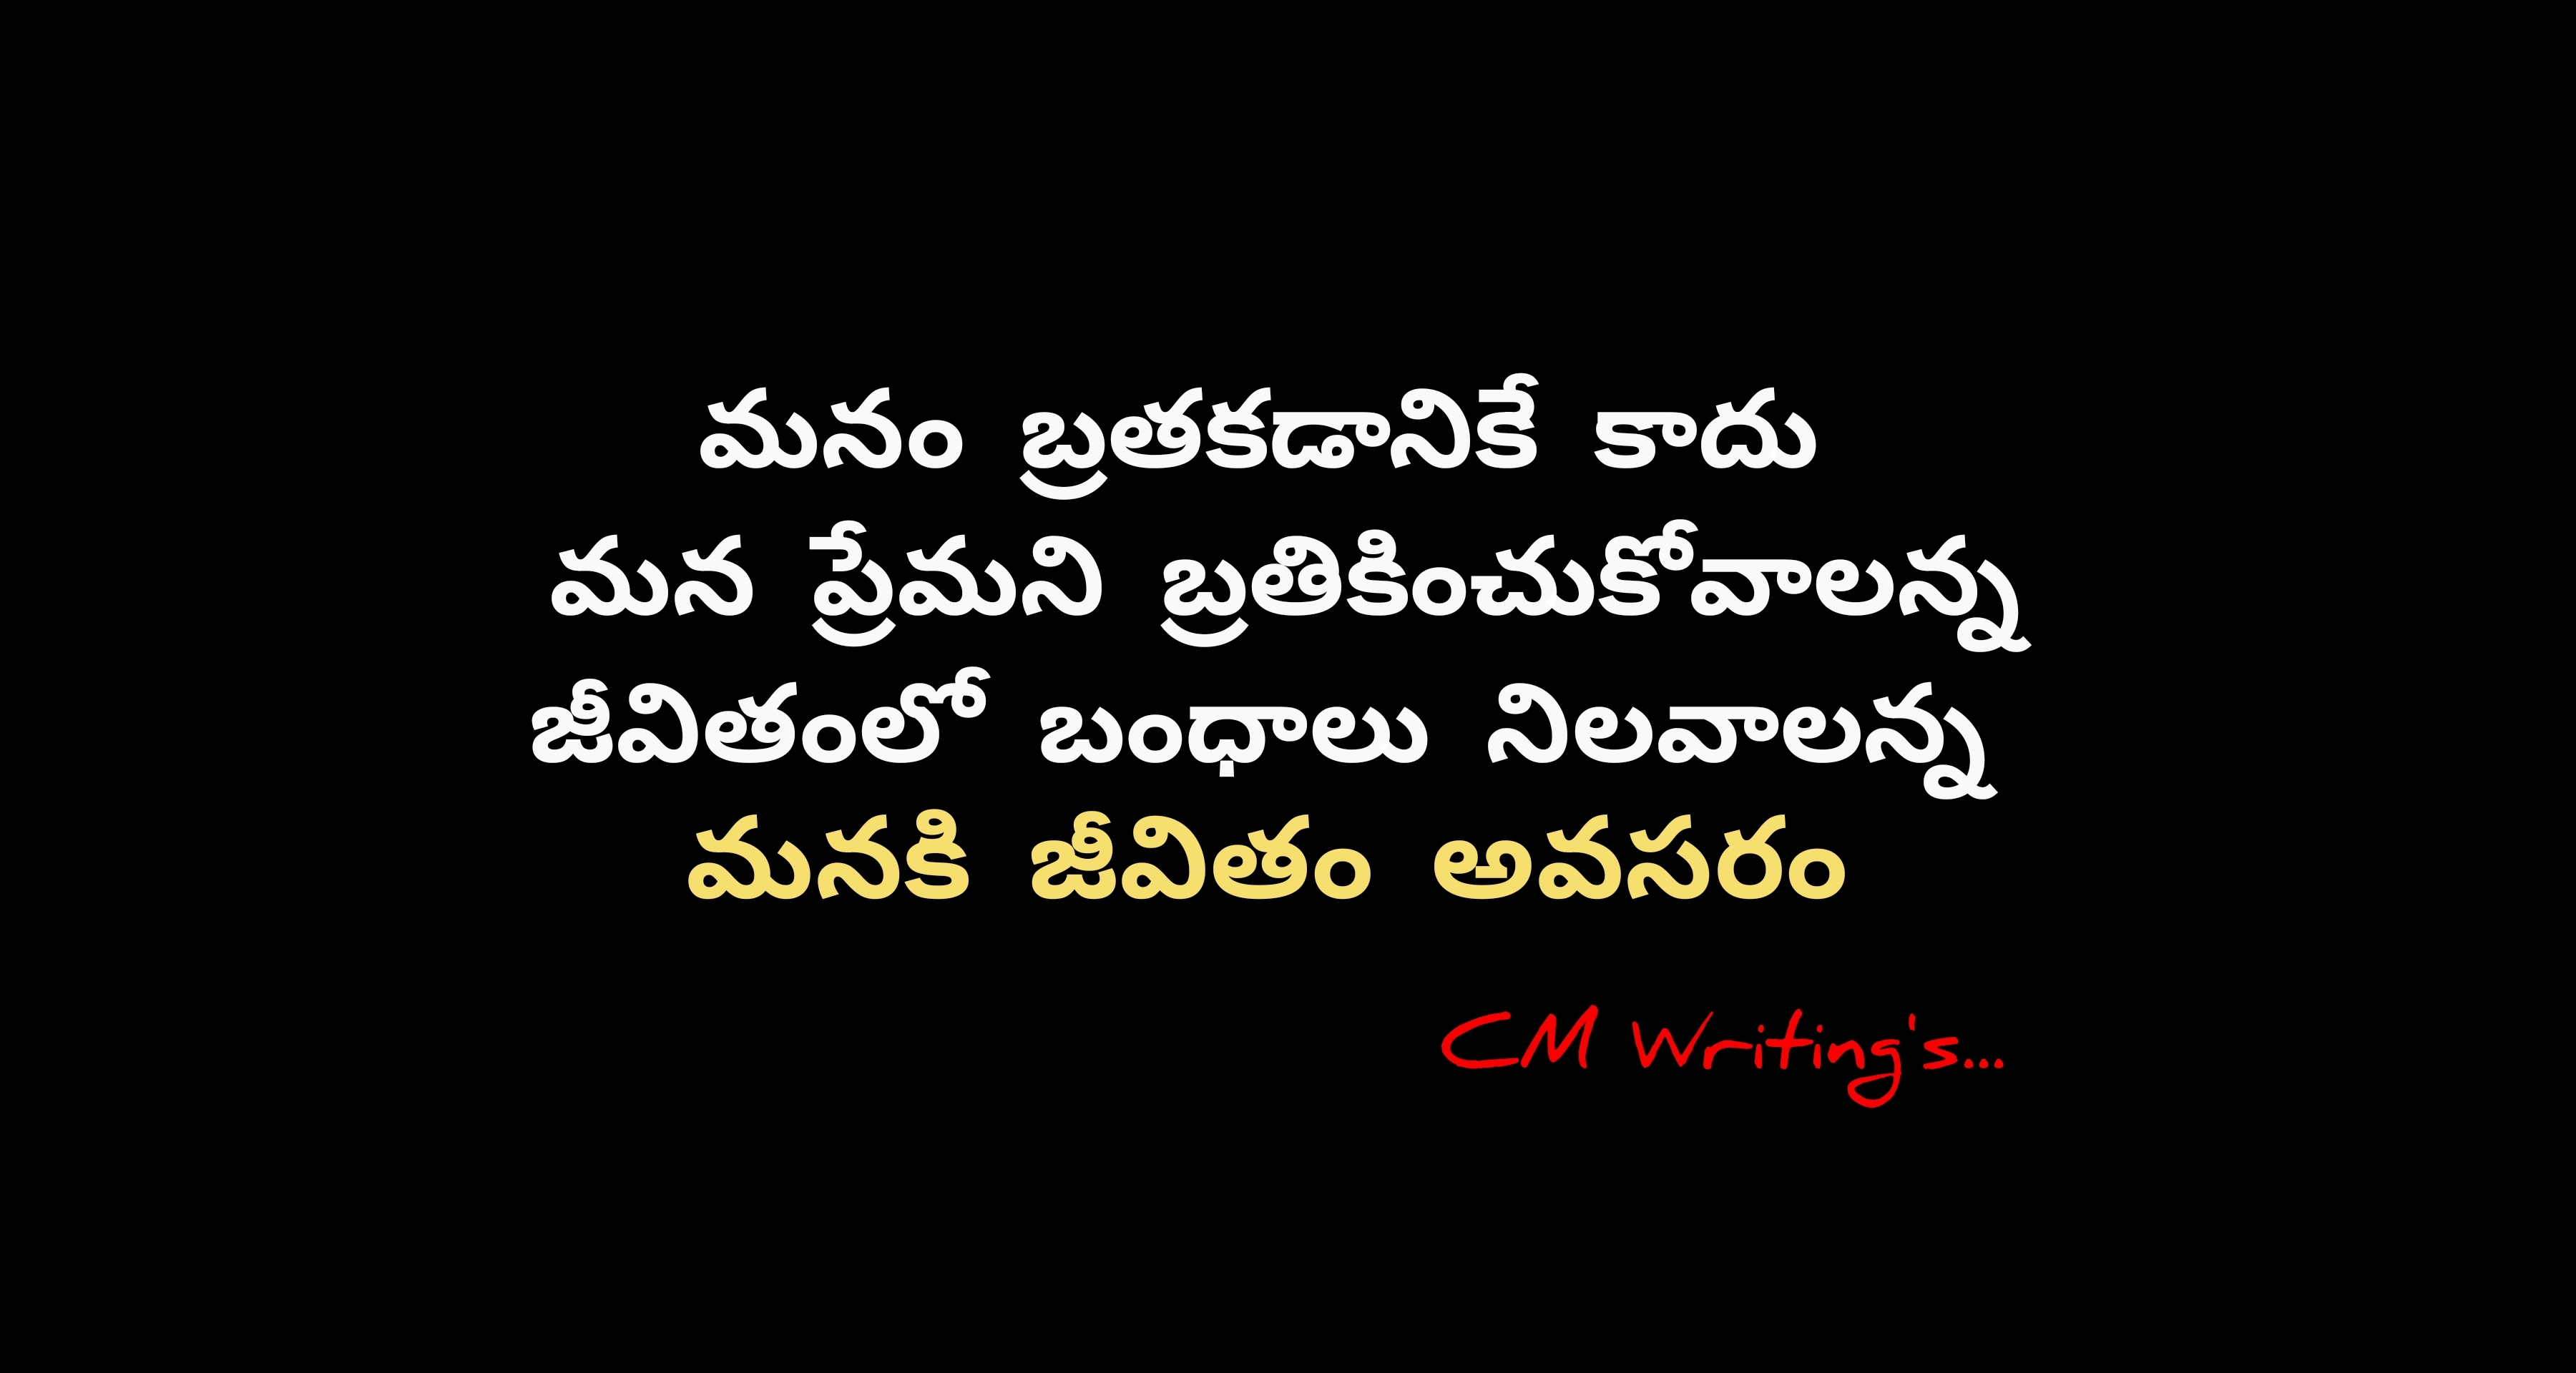 మనం బ్రతకడానికే కాదు
మన ప్రేమని బ్రతికించుకోవాలన్న
జీవితంలో బంధాలు నిలవాలన్న
మనకి జీవితం అవసరం
CM Writing's...